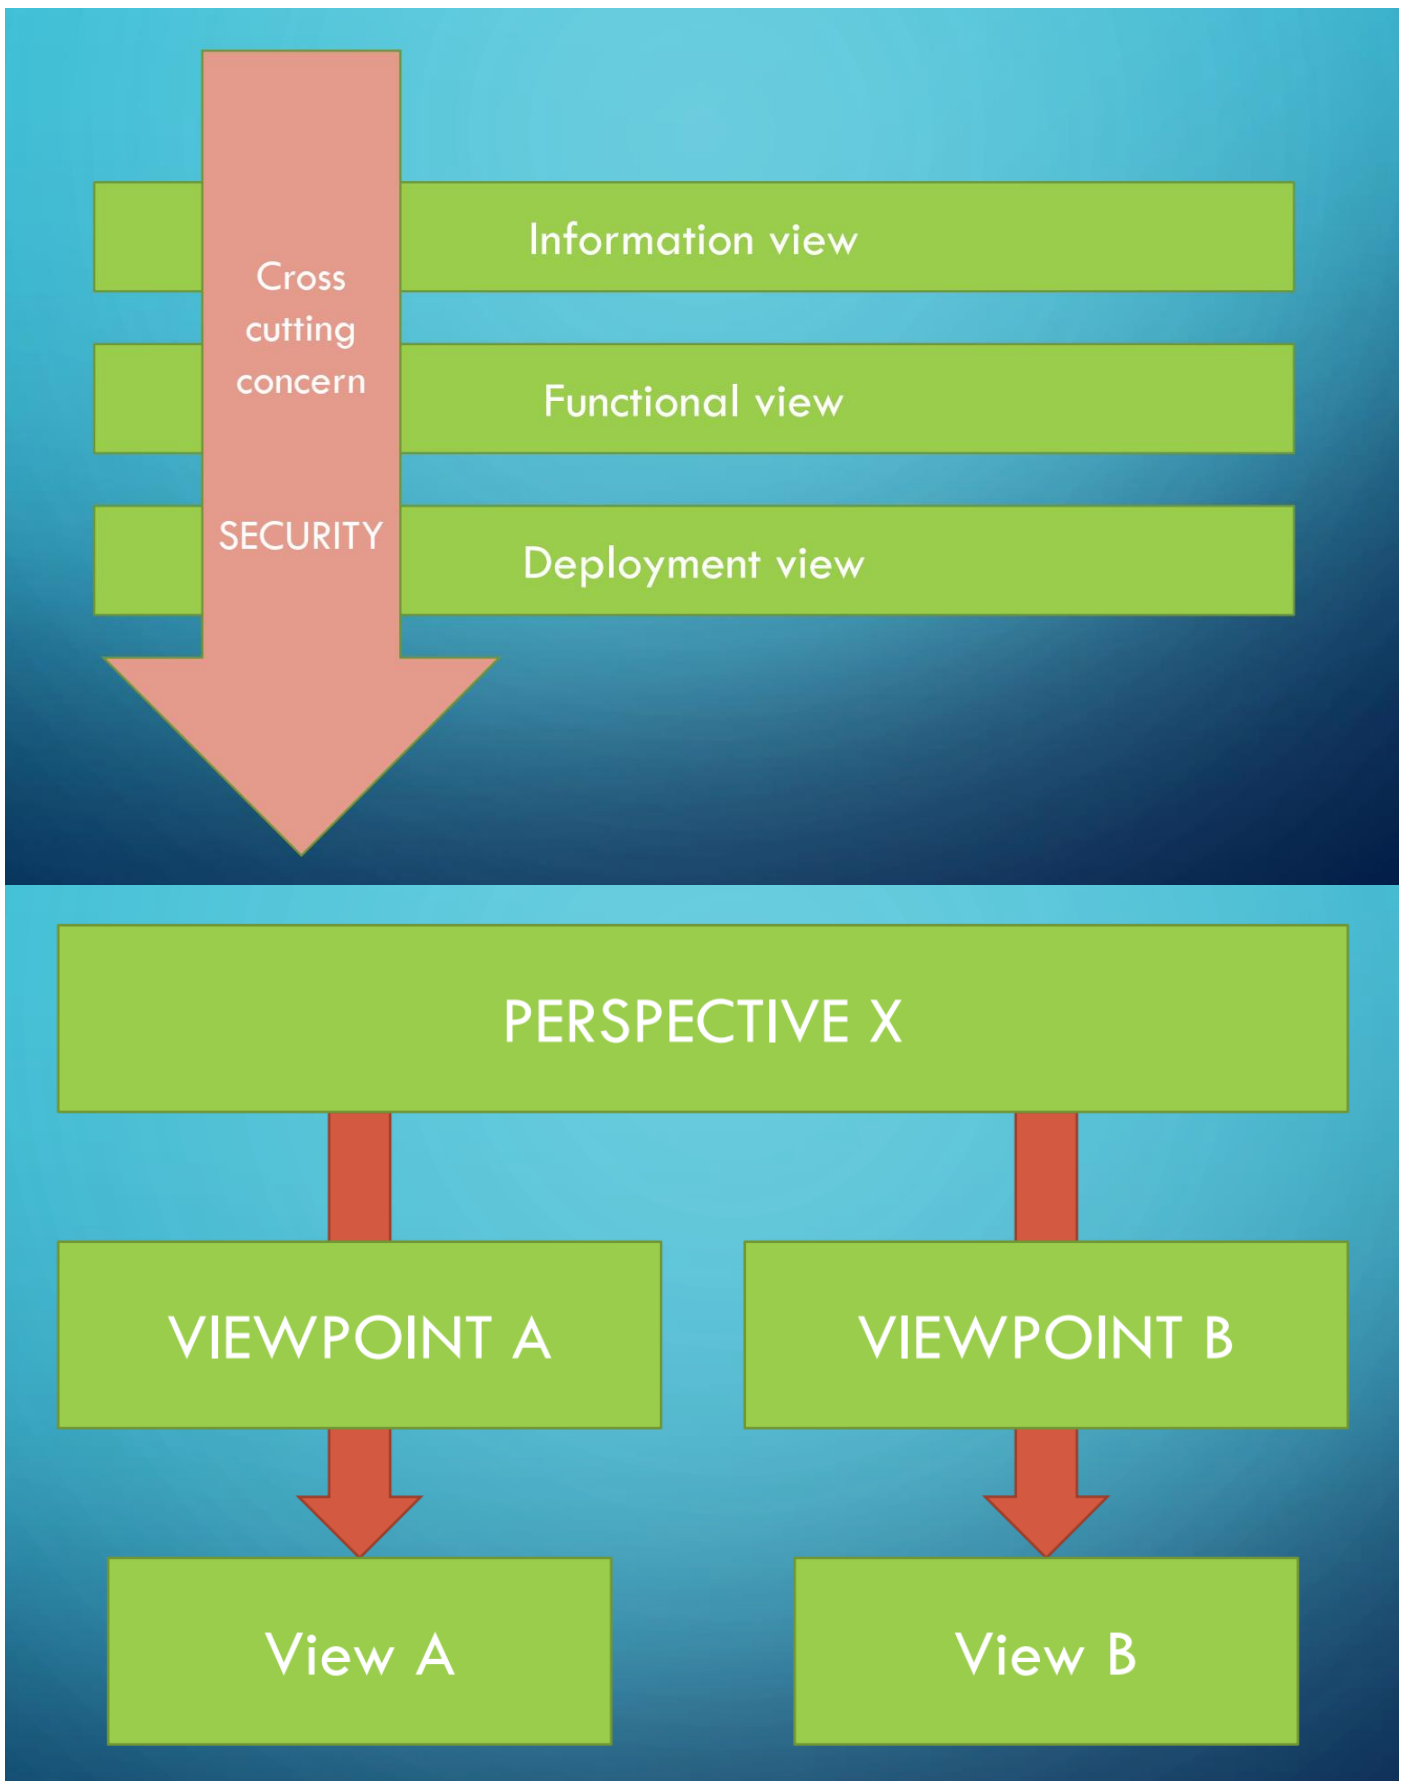 Information view
Cross
cutting
concern
Functional view
SECURITY
Deployment view
PERSPECTIVE X
VIEWPOINT A
VIEWPOINT B
View A
View B